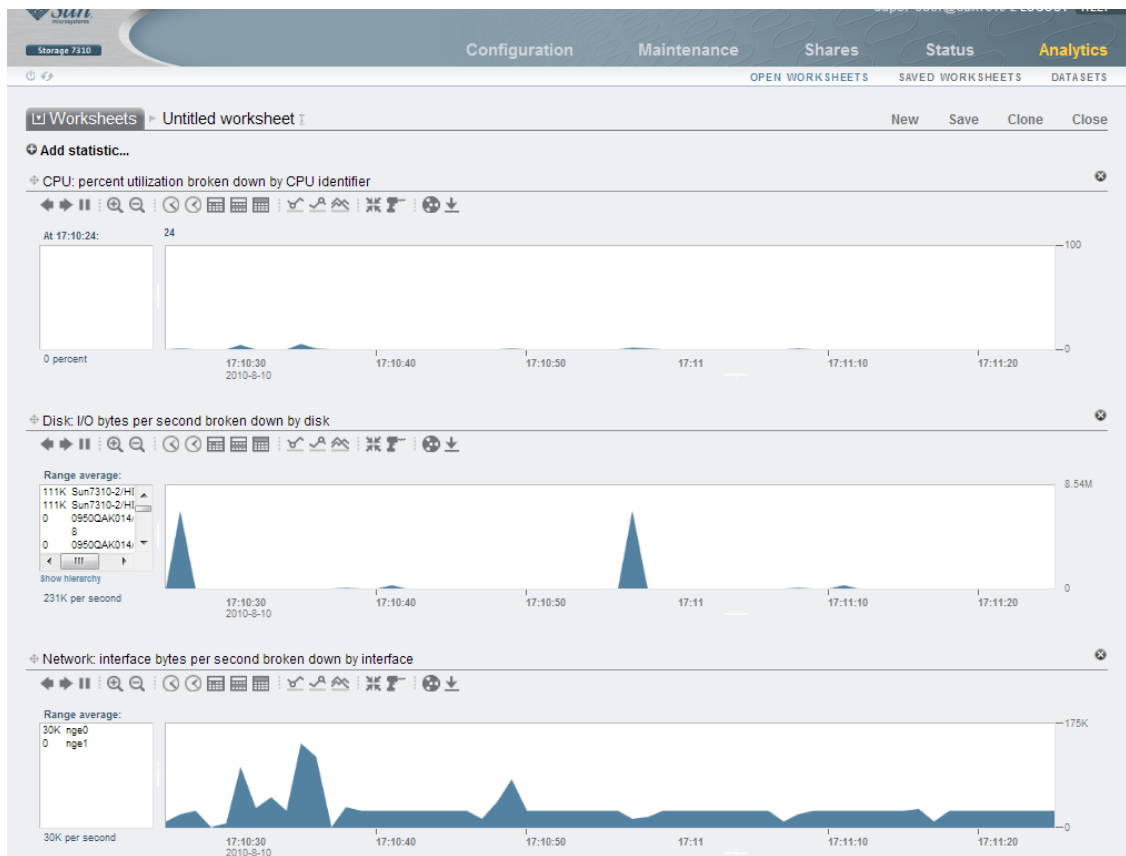 Sun
microsystems
Storage 7310
Configuration Maintenance Shares Status Analytics
OPEN WORKSHEETS SAVED WORKSHEETS DATASETS
Worksheets Untitled worksheet
New Save Clone Close
Add statistic...
CPU: percent utilization broken down by CPU identifier
At 17:10:24:
24
100
0 percent
0
17:10:30 17:10:40 17:10:50 17:11 17:11:10 17:11:20
2010-8-10
Disk: I/O bytes per second broken down by disk
Range average:
8.54M
111K Sun7310-2/HI
111K Sun7310-2/HI
0 0950QAK014/
8
0 0950QAK014/
Show hierarchy
231K per second
0
17:10:30 17:10:40 17:10:50 17:11 17:11:10 17:11:20
2010-8-10
Network: interface bytes per second broken down by interface
Range average:
175K
30K nge0
0 nge1
30K per second
0
17:10:30 17:10:40 17:10:50 17:11 17:11:10 17:11:20
2010-8-10